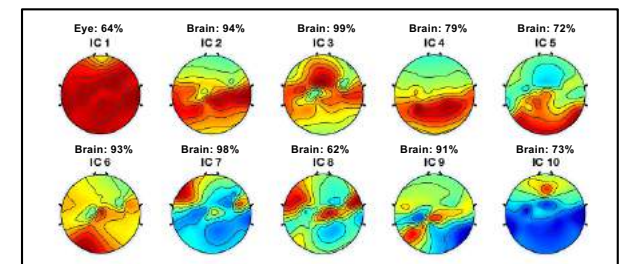 Eye: 64% Brain: 94% Brain: 99% Brain: 79% Brain: 72%
IC 1 IC 2 IC 3 IC 4 IC 5
Brain: 93% Brain: 98% Brain: 62% Brain: 91% Brain: 73%
IC 6 IC 7 IC 8 IC 9 IC 10